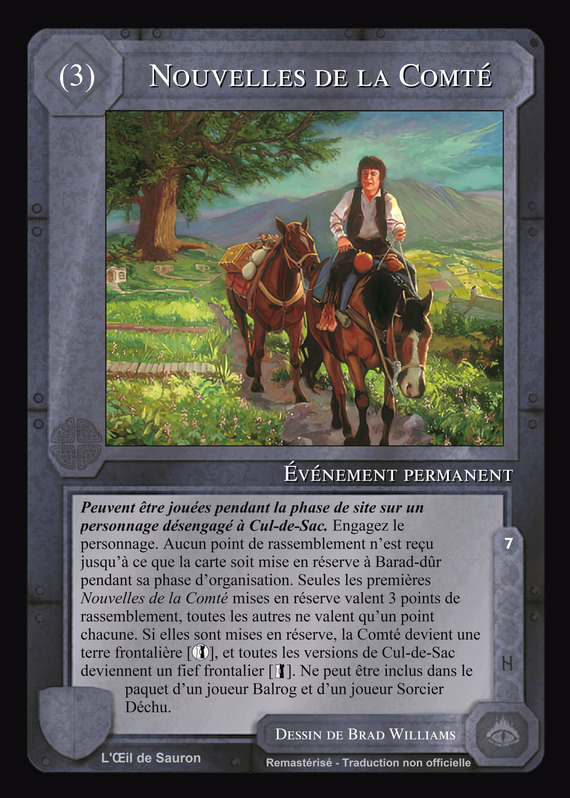 (3)
Nouvelles de la Comté
Événement permanent
Peuvent être jouées pendant la phase de site sur un
personnage désengagé à Cul-de-Sac. Engagez le
personnage. Aucun point de rassemblement n'est reçu
jusqu'à ce que la carte soit mise en réserve à Barad-dûr
pendant sa phase d'organisation. Seules les premières
Nouvelles de la Comté mises en réserve valent 3 points de
rassemblement, toutes les autres ne valent qu'un point
chacune. Si elles sont mises en réserve, la Comté devient une
terre frontalière [ ], et toutes les versions de Cul-de-Sac
deviennent un fief frontalier [ ]. Ne peut être inclus dans le
paquet d'un joueur Balrog et d'un joueur Sorcier
Déchu.
7
Dessin de Brad Williams
L'Œil de Sauron
Remastérisé - Traduction non officielle